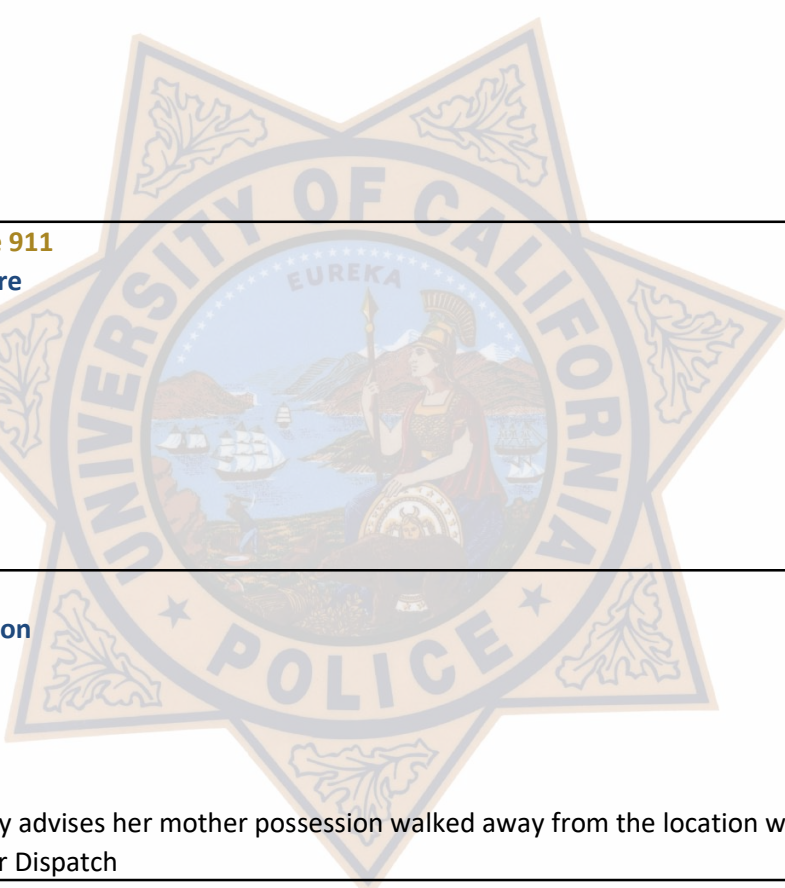 UNIVERSITY OF CALIFORNIA
EUREKA
911
re
on
POLICE
y advises her mother possession walked away from the location w
r Dispatch